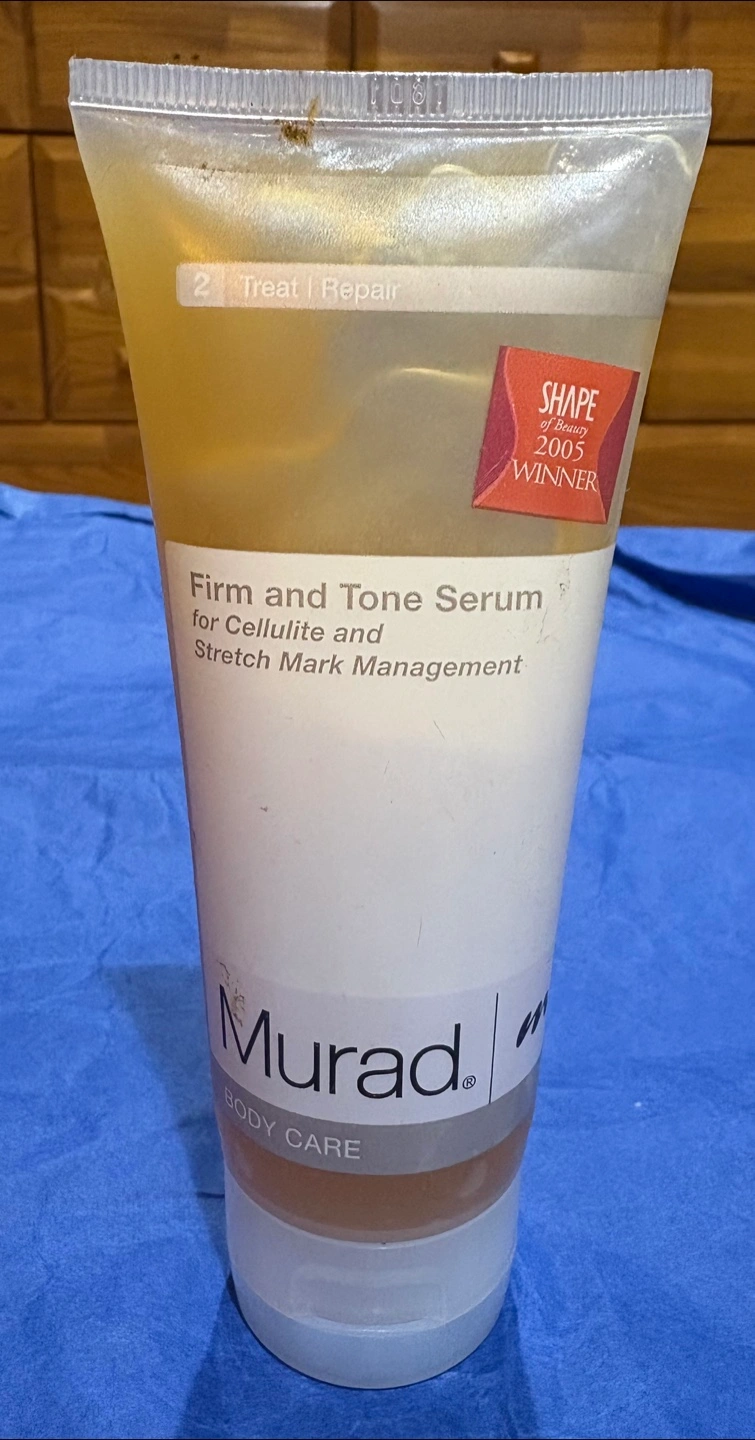 2 Treat | Repair
SHAPE
of Beauty
2005
WINNER
Firm and Tone Serum
for Cellulite and
Stretch Mark Management
Murad®
BODY CARE